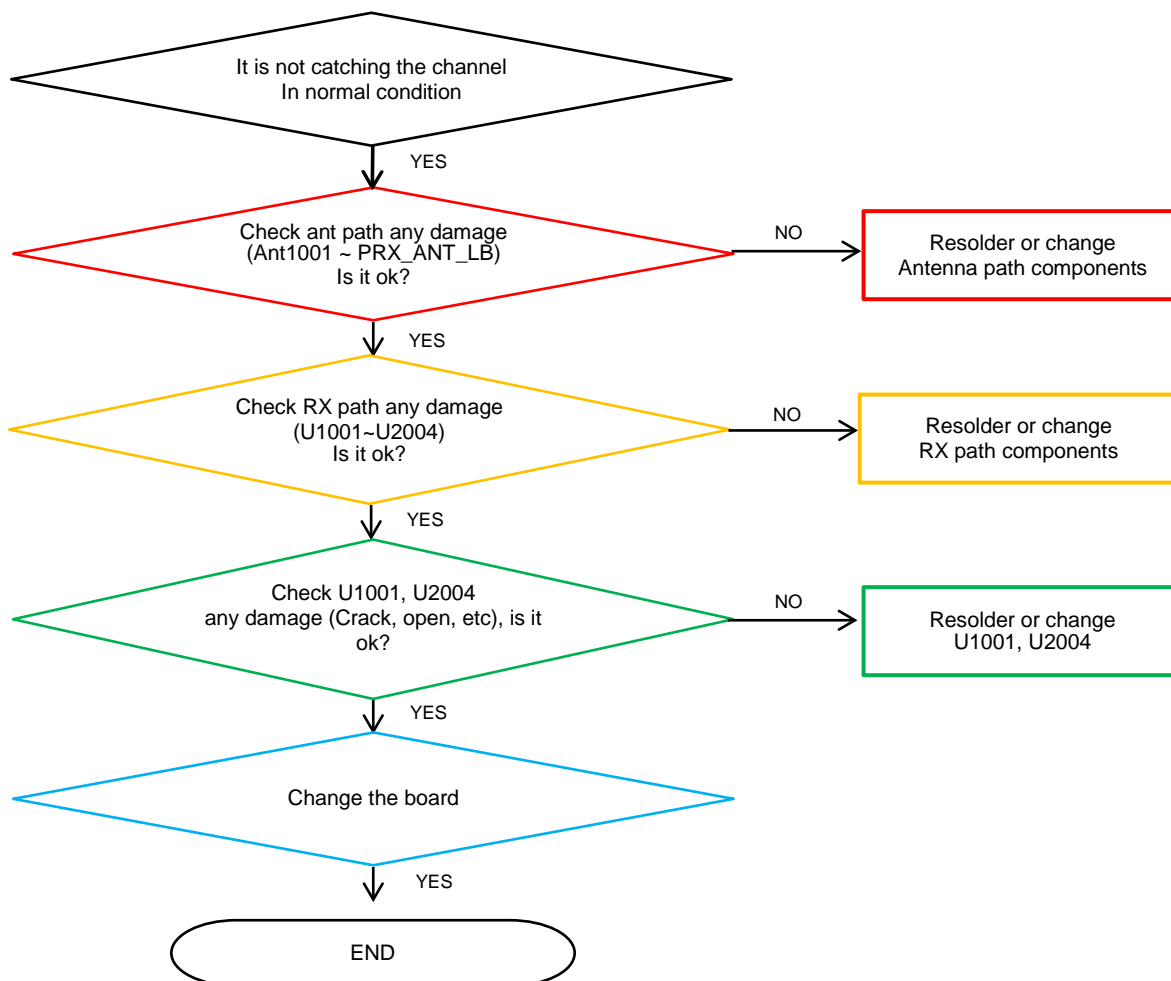 It is not catching the channel
In normal condition
YES
Check ant path any damage
(Ant1001 ~ PRX_ANT_LB)
Is it ok?
NO
Resolder or change
Antenna path components
YES
Check RX path any damage
(U1001~U2004)
Is it ok?
NO
Resolder or change
RX path components
YES
Check U1001, U2004
any damage (Crack, open, etc), is it
ok?
NO
Resolder or change
U1001, U2004
YES
Change the board
YES
END